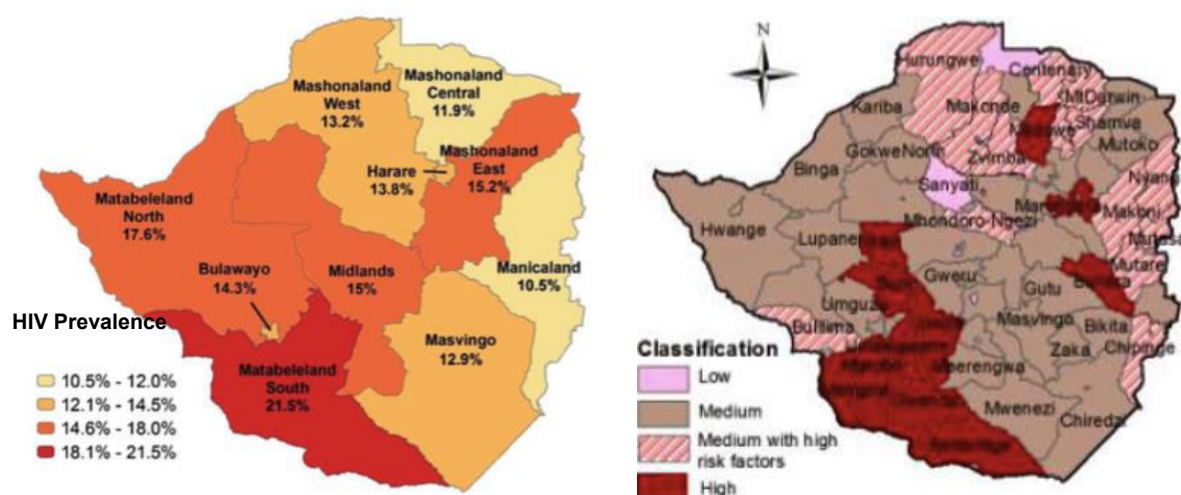 Mashonaland
West
13.2%
Mashonaland
Central
11.9%
Harare
13.8%
Mashonaland
East
15.2%
Matabeleland
North
17.6%
Bulawayo
14.3%
Midlands
15%
Manicaland
10.5%
Masvingo
12.9%
Matabeleland
South
21.5%
HIV Prevalence
10.5% - 12.0%
12.1% - 14.5%
14.6% - 18.0%
18.1% - 21.5%
N
Hurungwe
Centenary
Kariba
Makonde
MtDarwin
Shamva
Mutoko
GokweNorth
Zvimba
Binga
Sanyati
Makoni
Mhondoro-Ngezi
Hwange
Lupane
Mutare
Gweru
Gutu
Umguza
Masvingo
Bikita
Bulilima
Zaka
Chipinge
Mwenezi
Chiredzi
Classification
Low
Medium
Medium with high
risk factors
High